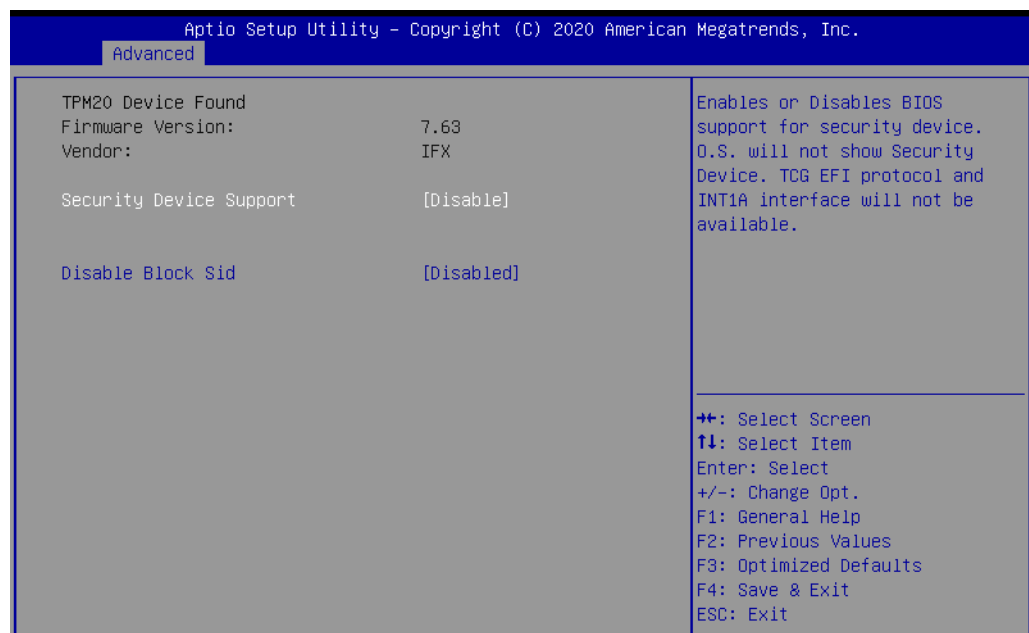 Aptio Setup Utility – Copyright (C) 2020 American Megatrends, Inc.
Advanced
TPM20 Device Found
Firmware Version: 7.63
Vendor: IFX
Security Device Support [Disable]
Disable Block Sid [Disabled]
Enables or Disables BIOS
support for security device.
O.S. will not show Security
Device. TCG EFI protocol and
INT1A interface will not be
available.
→←: Select Screen
↑↓: Select Item
Enter: Select
+/-: Change Opt.
F1: General Help
F2: Previous Values
F3: Optimized Defaults
F4: Save & Exit
ESC: Exit